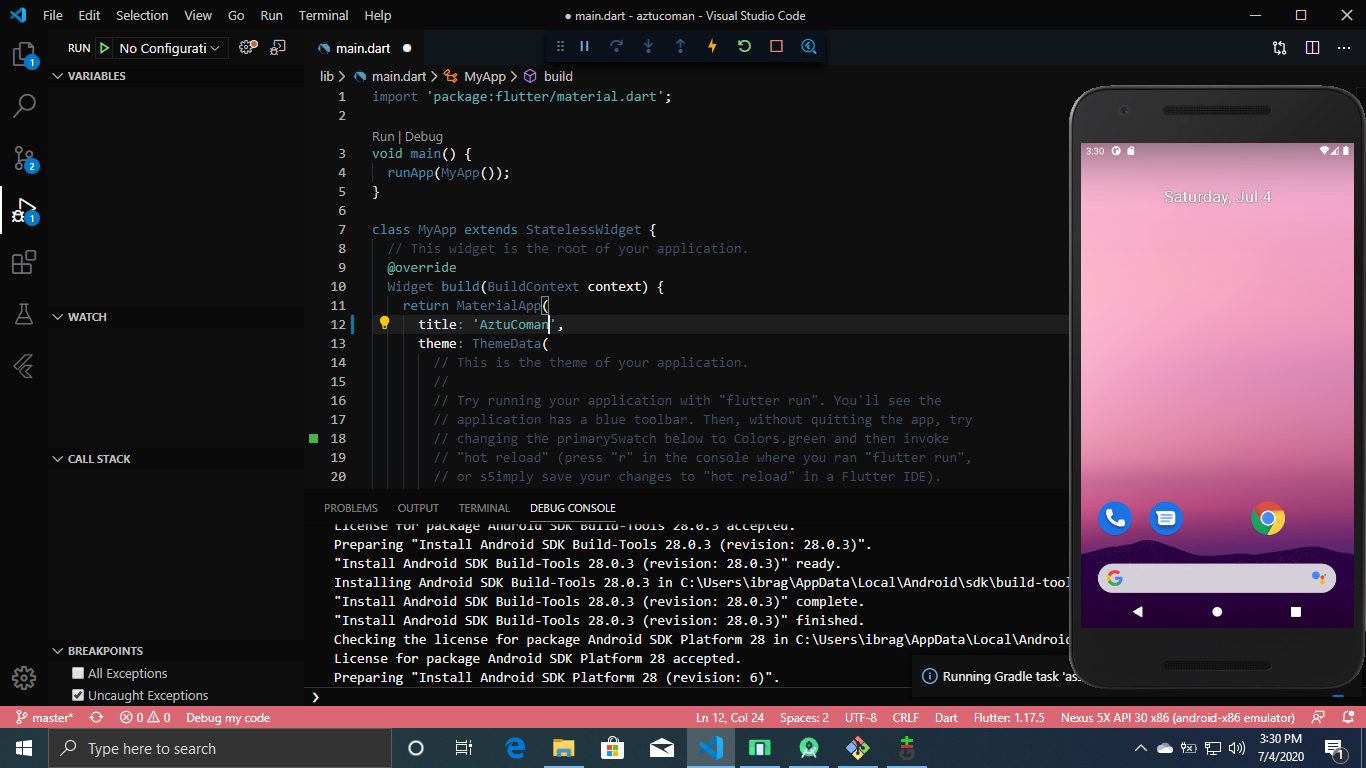 File Edit Selection View Go Run Terminal Help
● main.dart - aztucoman - Visual Studio Code
RUN No Configurati
main.dart
VARIABLES
WATCH
CALL STACK
BREAKPOINTS
All Exceptions
Uncaught Exceptions
1
2
1
lib > main.dart > MyApp > build
1 import 'package:flutter/material.dart';
2
Run | Debug
3 void main() {
4 runApp(MyApp());
5 }
6
7 class MyApp extends StatelessWidget {
8 // This widget is the root of your application.
9 @override
10 Widget build(BuildContext context) {
11 return MaterialApp(
12 title: 'AztuComan',
13 theme: ThemeData(
14 // This is the theme of your application.
15 //
16 // Try running your application with "flutter run". You'll see the
17 // application has a blue toolbar. Then, without quitting the app, try
18 // changing the primarySwatch below to Colors.green and then invoke
19 // "hot reload" (press "r" in the console where you ran "flutter run",
20 // or s5imply save your changes to "hot reload" in a Flutter IDE).
PROBLEMS OUTPUT TERMINAL DEBUG CONSOLE
License for package Android SDK Build-Tools 28.0.3 accepted.
Preparing "Install Android SDK Build-Tools 28.0.3 (revision: 28.0.3)".
"Install Android SDK Build-Tools 28.0.3 (revision: 28.0.3)" ready.
Installing Android SDK Build-Tools 28.0.3 in C:\Users\ibrag\AppData\Local\Android\sdk\build-tool
"Install Android SDK Build-Tools 28.0.3 (revision: 28.0.3)" complete.
"Install Android SDK Build-Tools 28.0.3 (revision: 28.0.3)" finished.
Checking the license for package Android SDK Platform 28 in C:\Users\ibrag\AppData\Local\Android
License for package Android SDK Platform 28 accepted.
Preparing "Install Android SDK Platform 28 (revision: 6)".
3:30
Saturday, Jul 4
Running Gradle task 'ass
master* 0 0 Debug my code
Ln 12, Col 24 Spaces: 2 UTF-8 CRLF Dart Flutter: 1.17.5 Nexus 5X API 30 x86 (android-x86 emulator)
Type here to search
3:30 PM
7/4/2020
1